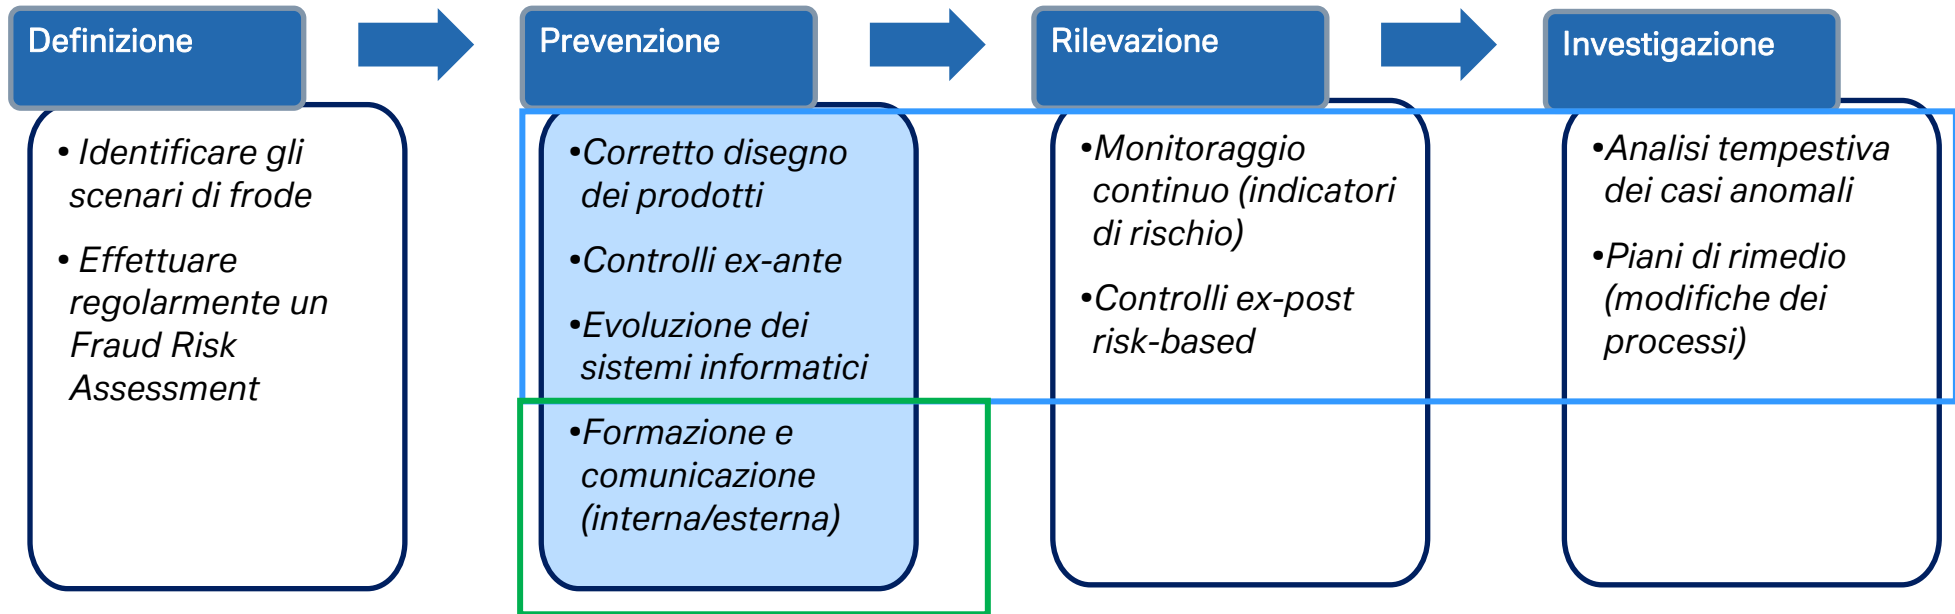 Definizione
• Identificare gli
scenari di frode
• Effettuare
regolarmente un
Fraud Risk
Assessment
Prevenzione
•Corretto disegno
dei prodotti
•Controlli ex-ante
•Evoluzione dei
sistemi informatici
•Formazione e
comunicazione
(interna/esterna)
Rilevazione
•Monitoraggio
continuo (indicatori
di rischio)
•Controlli ex-post
risk-based
Investigazione
•Analisi tempestiva
dei casi anomali
•Piani di rimedio
(modifiche dei
processi)